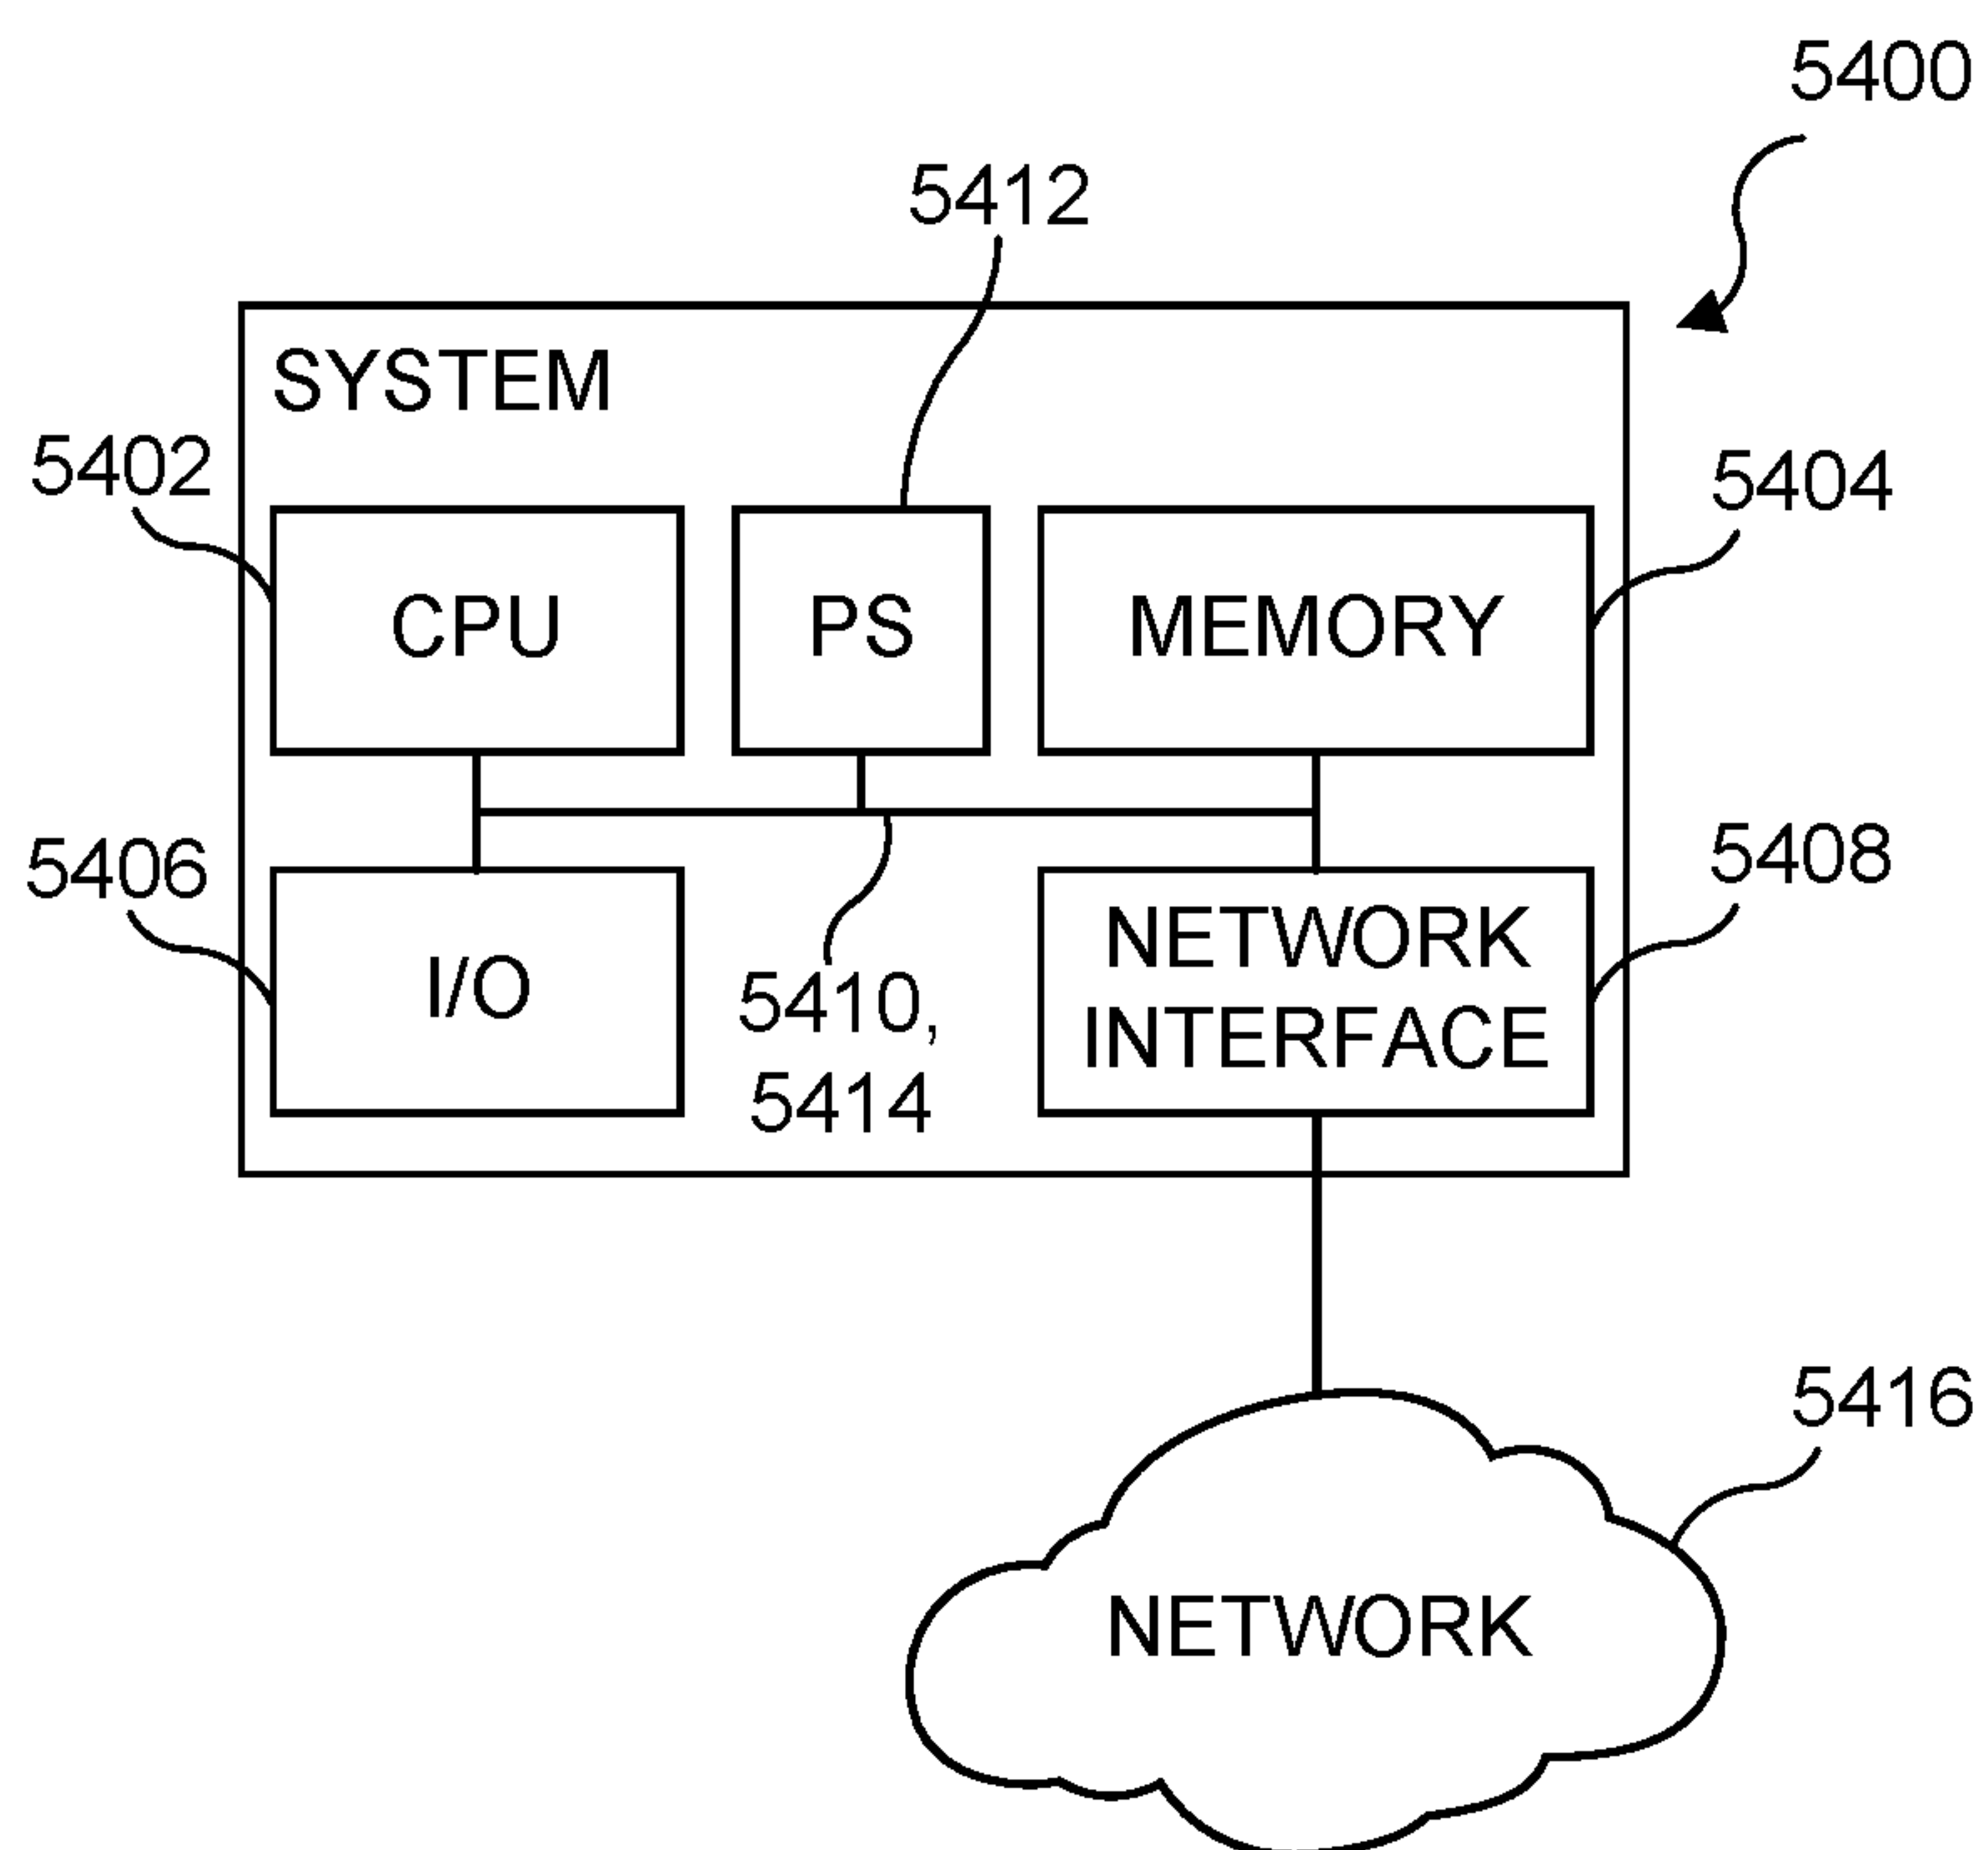 5400
5412
SYSTEM
5402
5404
CPU
PS
MEMORY
5406
5408
I/O
5410,
5414
NETWORK
INTERFACE
5416
NETWORK